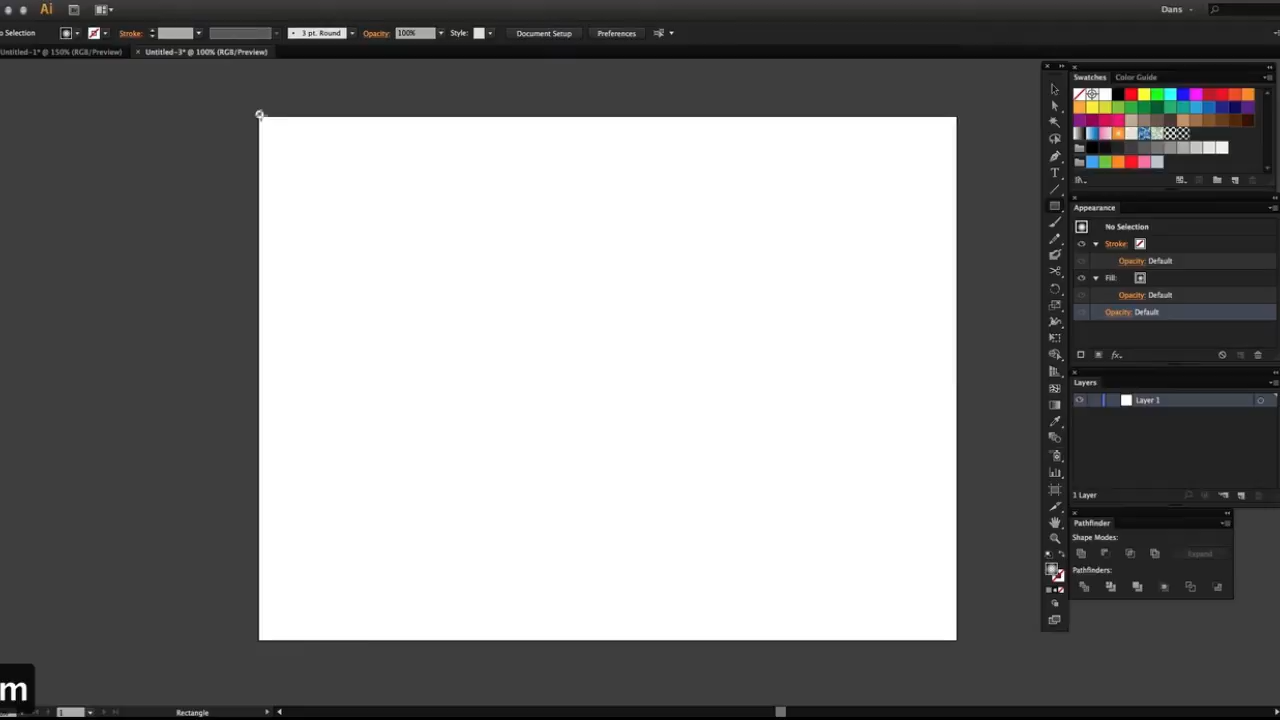 Ai
Dans
o Selection
Stroke:
3 pt. Round
Opacity:
100%
Style:
Document Setup
Preferences
Untitled-1* @ 150% (RGB/Preview)
× Untitled-3* @ 100% (RGB/Preview)
Swatches
Color Guide
Appearance
No Selection
Stroke:
Opacity: Default
Fill:
Opacity: Default
Opacity: Default
fx
Layers
Layer 1
1 Layer
Pathfinder
Shape Modes:
Expand
Pathfinders:
m
1
Rectangle